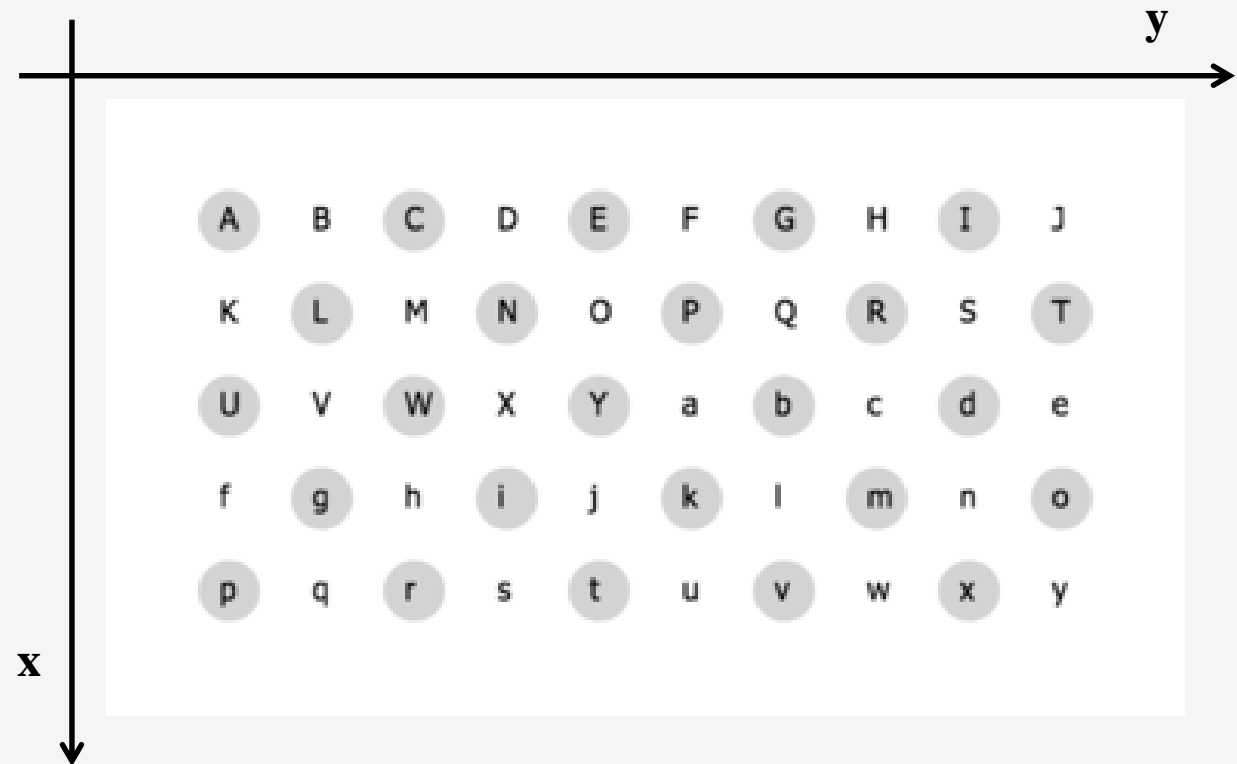 y
A B C D E F G H I J
K L M N O P Q R S T
U V W X Y a b c d e
f g h i j k l m n o
p q r s t u v w x y
x